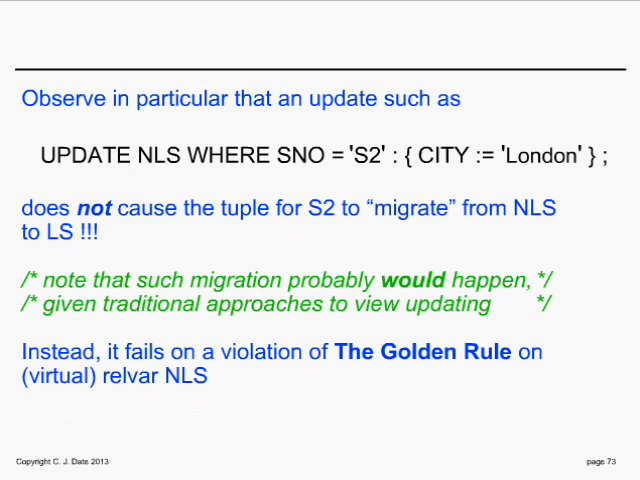 Observe in particular that an update such as
UPDATE NLS WHERE SNO = 'S2' : { CITY := 'London' } ;
does not cause the tuple for S2 to “migrate” from NLS
to LS !!!
/* note that such migration probably would happen, */
/* given traditional approaches to view updating */
Instead, it fails on a violation of The Golden Rule on
(virtual) relvar NLS
Copyright C. J. Date 2013
page 73